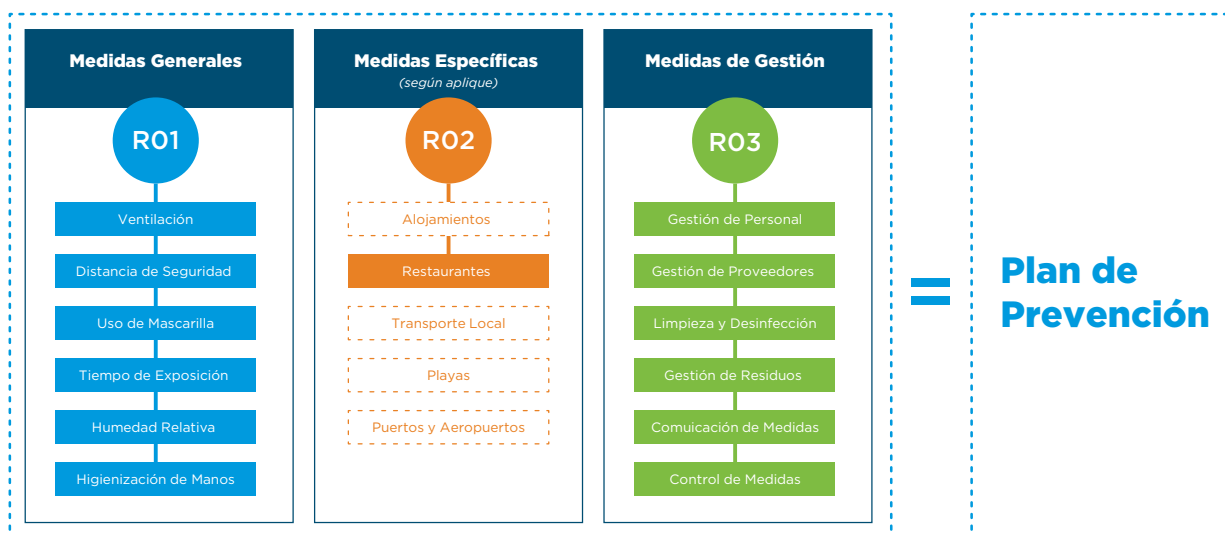 Medidas Generales
R01
Ventilación
Distancia de Seguridad
Uso de Mascarilla
Tiempo de Exposición
Humedad Relativa
Higienización de Manos
Medidas Específicas
(según aplique)
R02
Alojamientos
Restaurantes
Transporte Local
Playas
Puertos y Aeropuertos
Medidas de Gestión
R03
Gestión de Personal
Gestión de Proveedores
Limpieza y Desinfección
Gestión de Residuos
Comuicación de Medidas
Control de Medidas
=
Plan de
Prevención